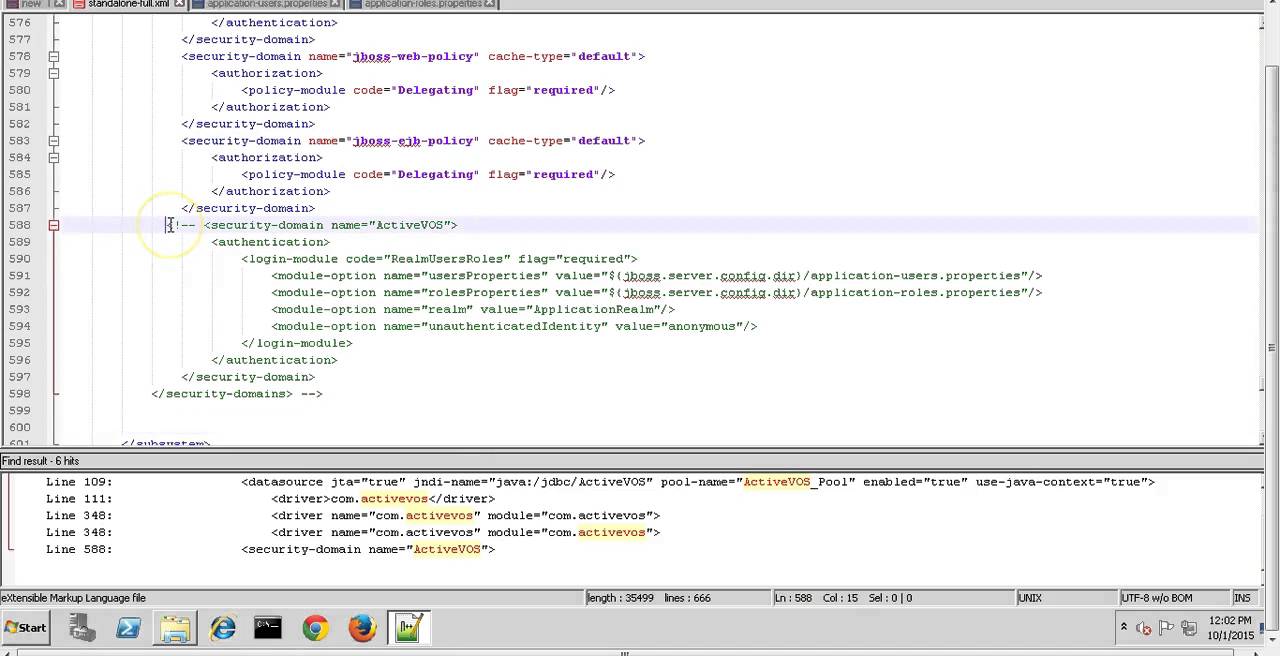 new 1 standalone-full.xml application-users.properties application-roles.properties
576 </authentication>
577 </security-domain>
578 <security-domain name="jboss-web-policy" cache-type="default">
579 <authorization>
580 <policy-module code="Delegating" flag="required"/>
581 </authorization>
582 </security-domain>
583 <security-domain name="jboss-ejb-policy" cache-type="default">
584 <authorization>
585 <policy-module code="Delegating" flag="required"/>
586 </authorization>
587 </security-domain>
588 <!-- <security-domain name="ActiveVOS">
589 <authentication>
590 <login-module code="RealmUsersRoles" flag="required">
591 <module-option name="usersProperties" value="${jboss.server.config.dir}/application-users.properties"/>
592 <module-option name="rolesProperties" value="${jboss.server.config.dir}/application-roles.properties"/>
593 <module-option name="realm" value="ApplicationRealm"/>
594 <module-option name="unauthenticatedIdentity" value="anonymous"/>
595 </login-module>
596 </authentication>
597 </security-domain>
598 </security-domains> -->
599
600
601 </subsystem>
Find result - 6 hits
Line 109: <datasource jta="true" jndi-name="java:/jdbc/ActiveVOS" pool-name="ActiveVOS_Pool" enabled="true" use-java-context="true">
Line 111: <driver>com.activevos</driver>
Line 348: <driver name="com.activevos" module="com.activevos">
Line 348: <driver name="com.activevos" module="com.activevos">
Line 588: <security-domain name="ActiveVOS">
eXtensible Markup Language file length : 35499 lines : 666 Ln : 588 Col : 15 Sel : 0 | 0 UNIX UTF-8 w/o BOM INS
Start 12:02 PM
10/1/2015